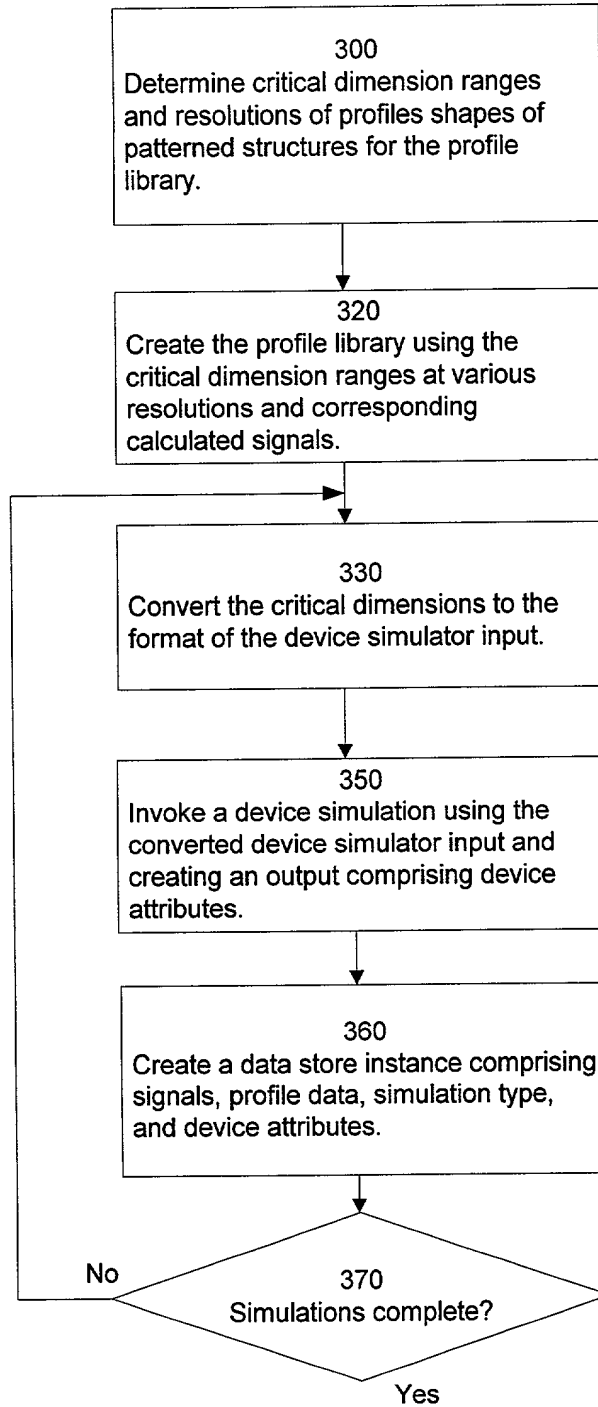 300
Determine critical dimension ranges
and resolutions of profiles shapes of
patterned structures for the profile
library.
320
Create the profile library using the
critical dimension ranges at various
resolutions and corresponding
calculated signals.
330
Convert the critical dimensions to the
format of the device simulator input.
350
Invoke a device simulation using the
converted device simulator input and
creating an output comprising device
attributes.
360
Create a data store instance comprising
signals, profile data, simulation type,
and device attributes.
No
370
Simulations complete?
Yes